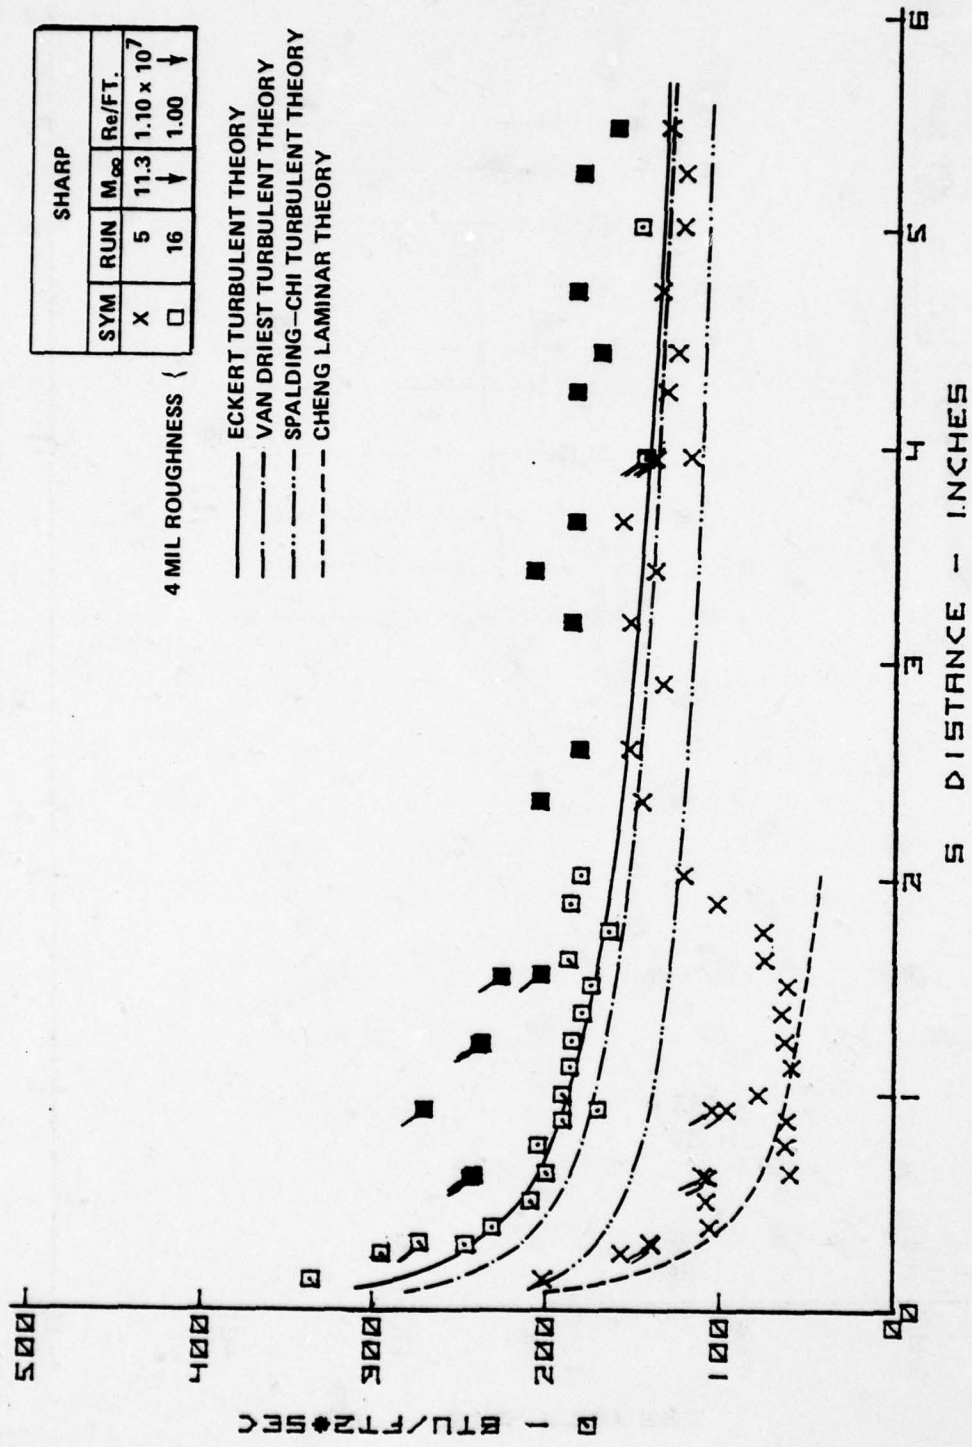 SHARP
SYM RUN M∞ Re/FT.
X 5 11.3 1.10 x 10⁷
□ 16 ↓ 1.00 ↓
4 MIL ROUGHNESS {
ECKERT TURBULENT THEORY
VAN DRIEST TURBULENT THEORY
SPALDING-CHI TURBULENT THEORY
CHENG LAMINAR THEORY
500
400
300
200
100
0
Q - BTU/FT2*SEC
0 1 2 3 4 5 6
S DISTANCE - INCHES